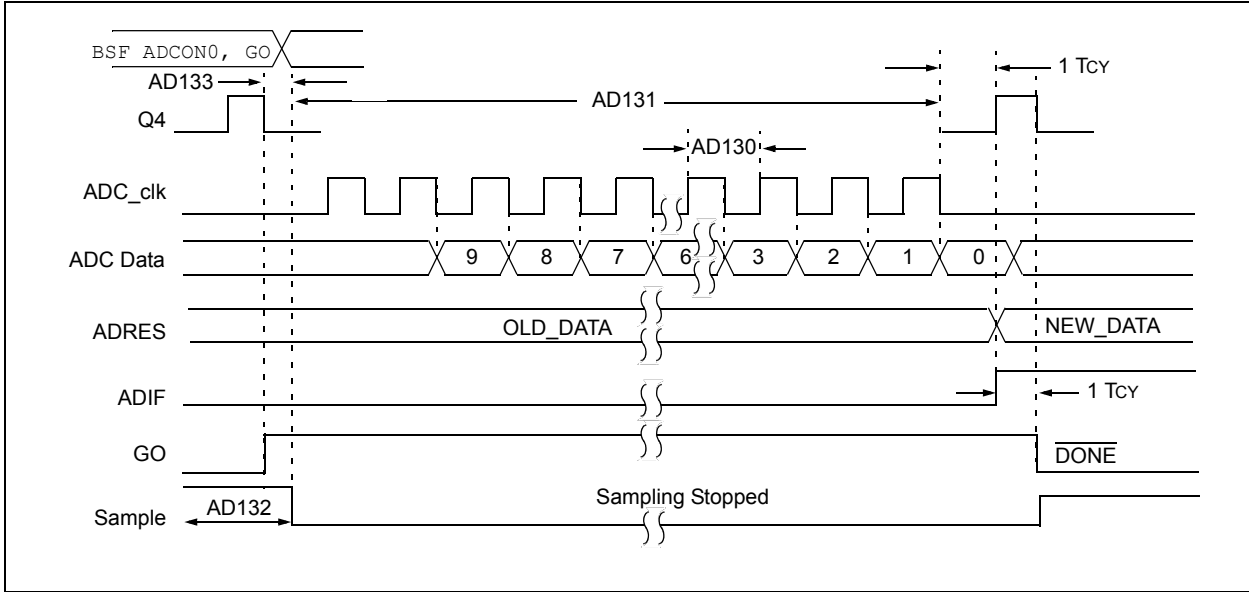 BSF ADCON0, GO
AD133
1 TCY
AD131
Q4
AD130
ADC_clk
ADC Data
9 8 7 6 3 2 1 0
ADRES
OLD_DATA
NEW_DATA
ADIF
1 TCY
GO
DONE
Sampling Stopped
AD132
Sample